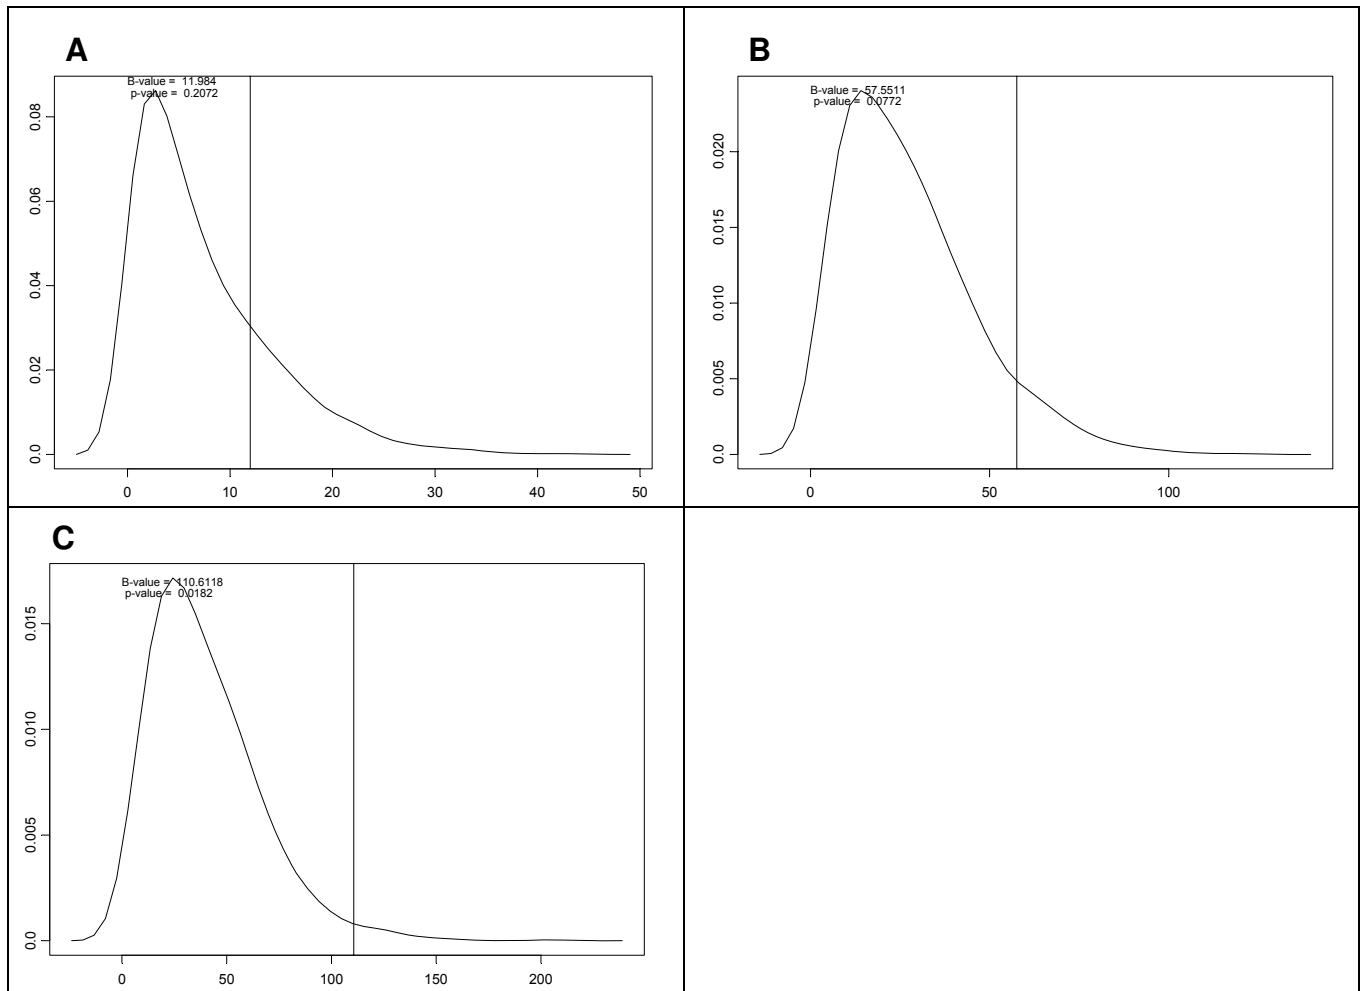 A
B-value = 11.984
p-value = 0.2072
0.08
0.06
0.04
0.02
0.0
0 10 20 30 40 50
B
B-value = 57.5511
p-value = 0.0772
0.020
0.015
0.010
0.005
0.0
0 50 100
C
B-value = 110.6118
p-value = 0.0182
0.015
0.010
0.005
0.0
0 50 100 150 200